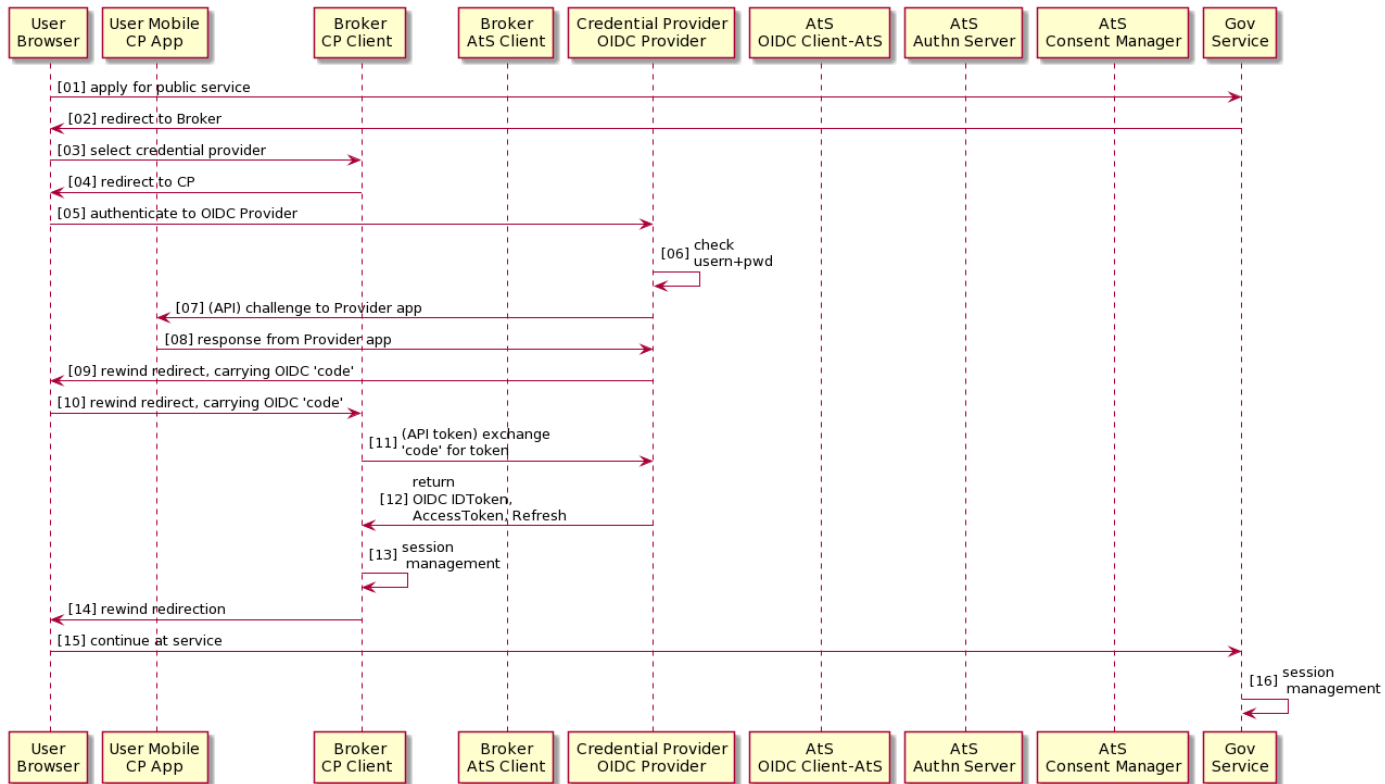 User
Browser
User Mobile
CP App
Broker
CP Client
Broker
AtS Client
Credential Provider
OIDC Provider
AtS
OIDC Client-AtS
AtS
Authn Server
AtS
Consent Manager
Gov
Service
[01] apply for public service
[02] redirect to Broker
[03] select credential provider
[04] redirect to CP
[05] authenticate to OIDC Provider
[06] check
usern+pwd
[07] (API) challenge to Provider app
[08] response from Provider app
[09] rewind redirect, carrying OIDC 'code'
[10] rewind redirect, carrying OIDC 'code'
[11] (API token) exchange
'code' for token
return
[12] OIDC IDToken,
AccessToken, Refresh
[13] session
management
[14] rewind redirection
[15] continue at service
[16] session
management
User
Browser
User Mobile
CP App
Broker
CP Client
Broker
AtS Client
Credential Provider
OIDC Provider
AtS
OIDC Client-AtS
AtS
Authn Server
AtS
Consent Manager
Gov
Service